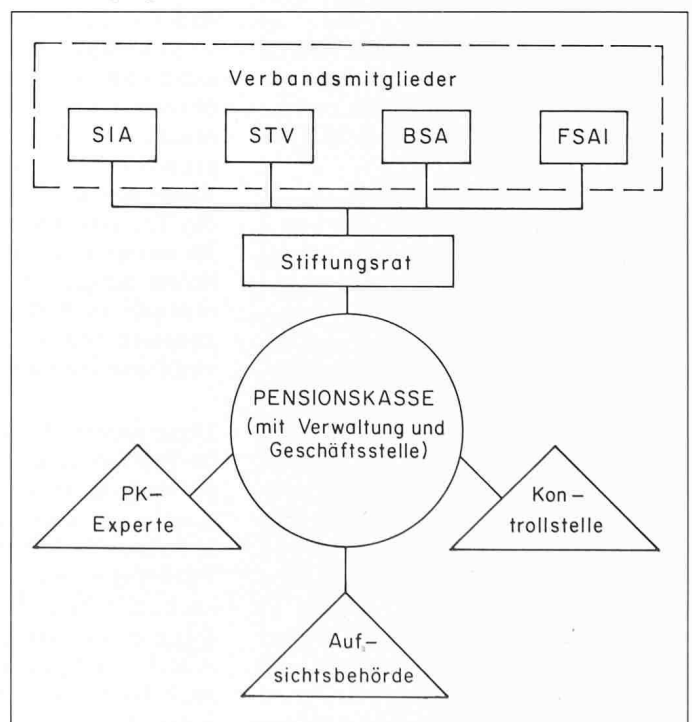 Verbandsmitglieder
SIA STV BSA FSAI
Stiftungsrat
PENSIONSKASSE
(mit Verwaltung und
Geschäftsstelle)
PK–
Experte
Kon–
trollstelle
Auf-
sichtsbehörde